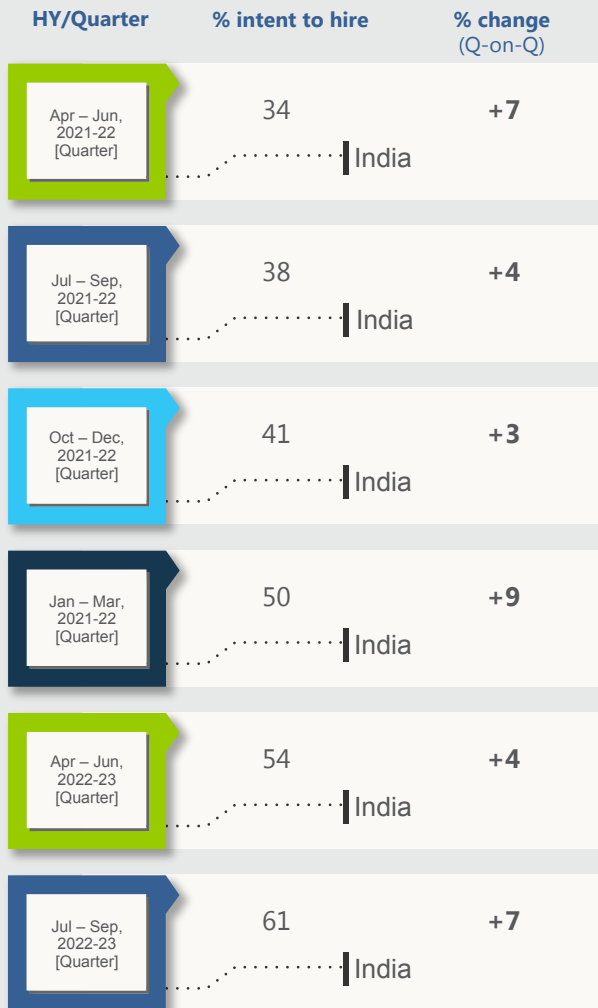 HY/Quarter % intent to hire % change
(Q-on-Q)
Apr – Jun,
2021-22
[Quarter]
34 +7
India
Jul – Sep,
2021-22
[Quarter]
38 +4
India
Oct – Dec,
2021-22
[Quarter]
41 +3
India
Jan – Mar,
2021-22
[Quarter]
50 +9
India
Apr – Jun,
2022-23
[Quarter]
54 +4
India
Jul – Sep,
2022-23
[Quarter]
61 +7
India